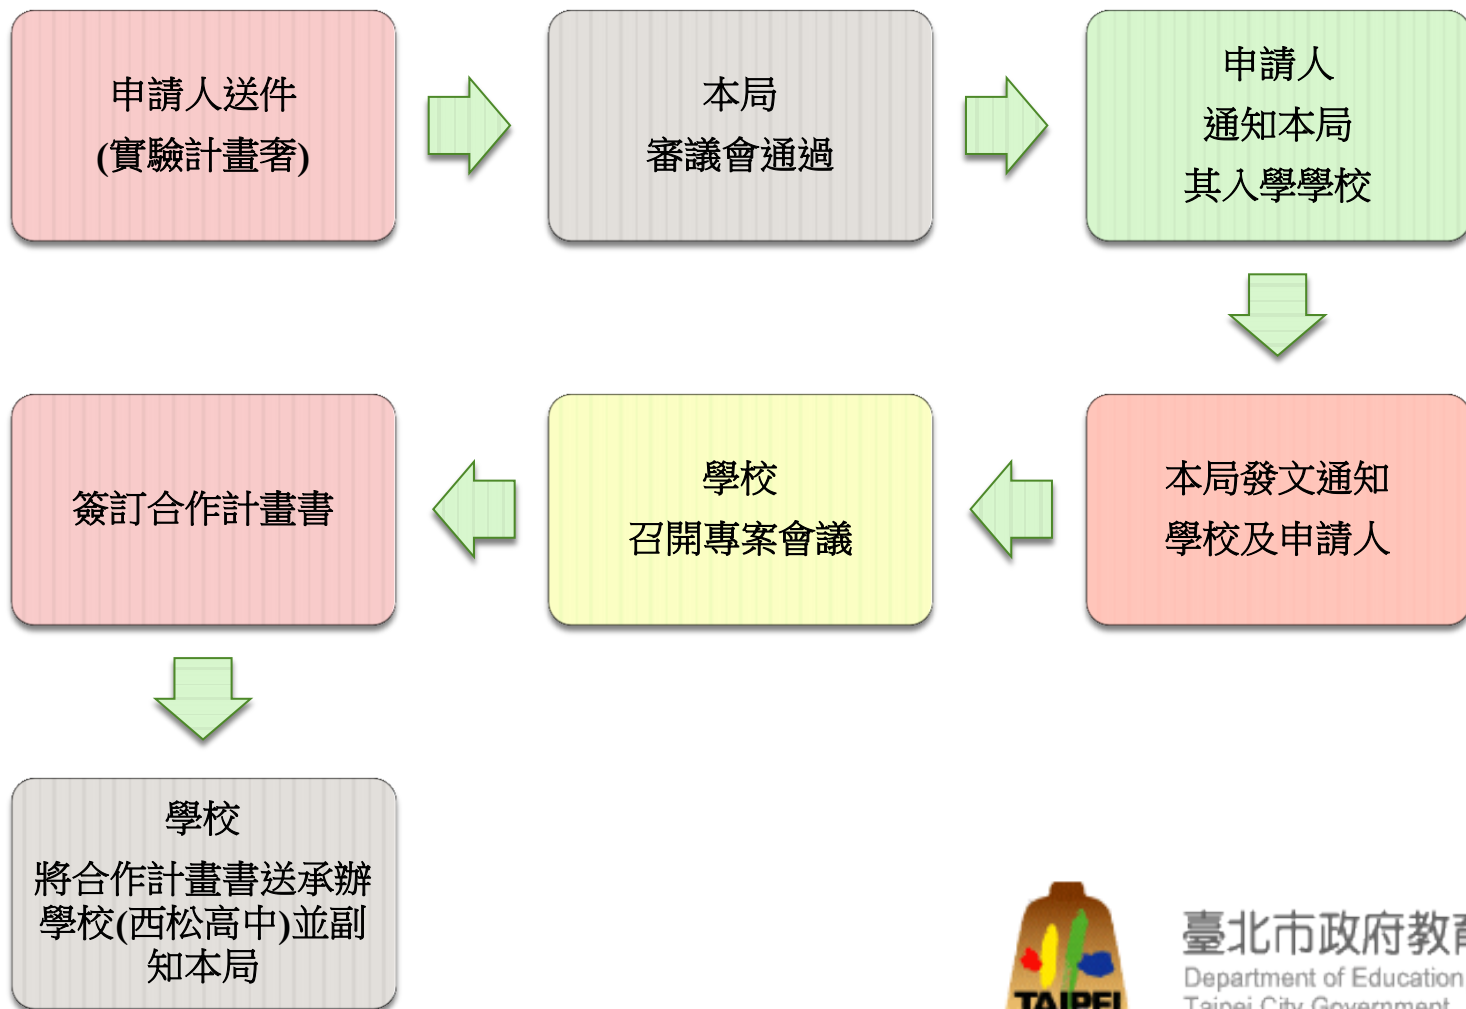 申請人送件
(實驗計畫奢)
本局
審議會通過
申請人
通知本局
其入學學校
本局發文通知
學校及申請人
學校
召開專案會議
簽訂合作計畫書
學校
將合作計畫書送承辦
學校(西松高中)並副
知本局
TAIPEI
臺北市政府教育
Department of Education
Taipei City Government